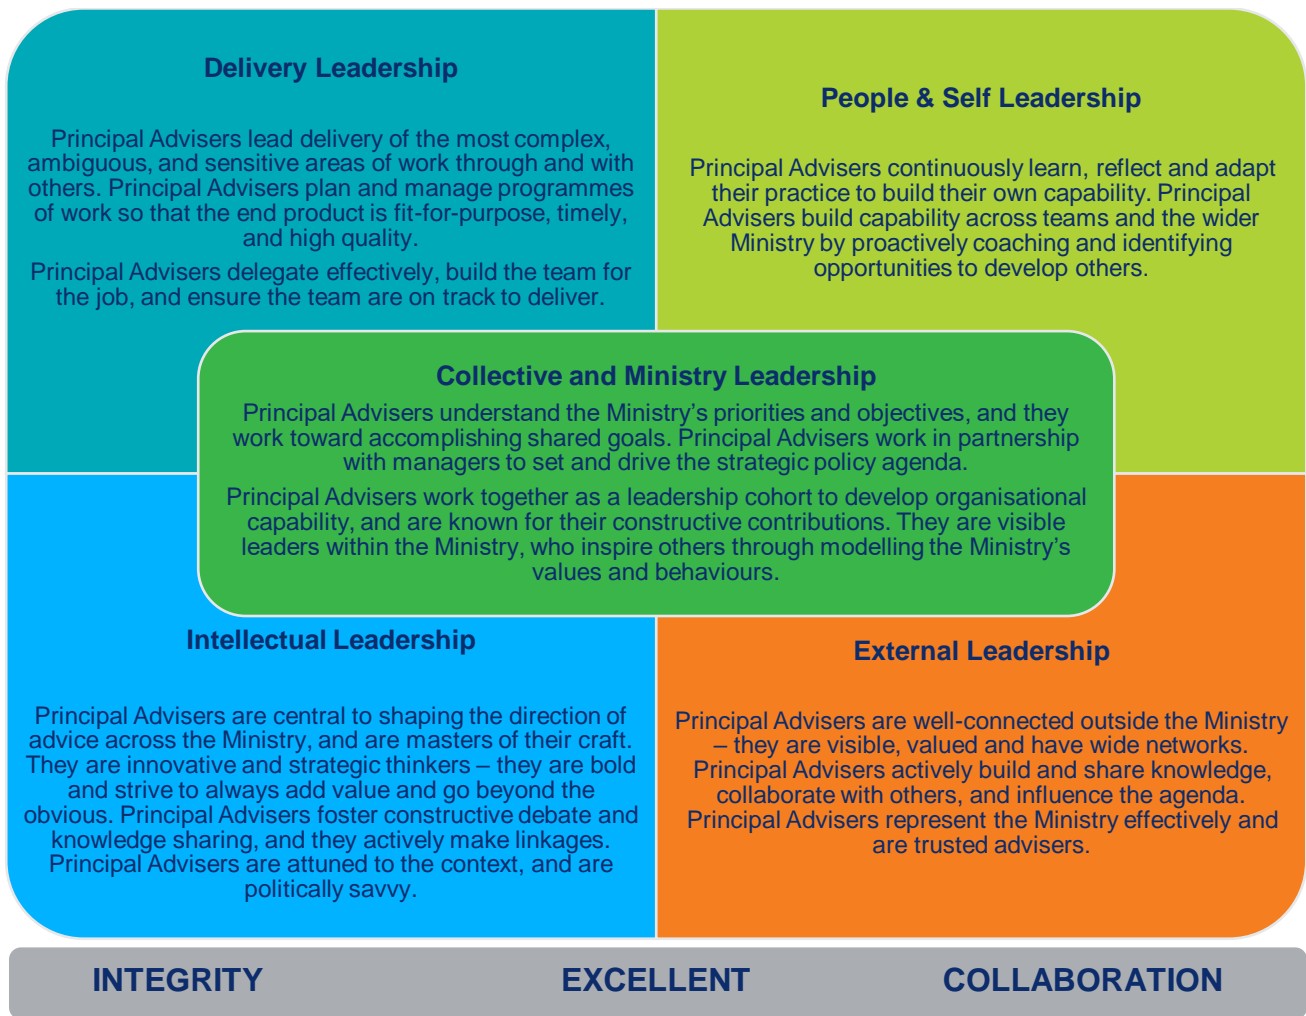 Delivery Leadership
Principal Advisers lead delivery of the most complex,
ambiguous, and sensitive areas of work through and with
others. Principal Advisers plan and manage programmes
of work so that the end product is fit-for-purpose, timely,
and high quality.
Principal Advisers delegate effectively, build the team for
the job, and ensure the team are on track to deliver.
People & Self Leadership
Principal Advisers continuously learn, reflect and adapt
their practice to build their own capability. Principal
Advisers build capability across teams and the wider
Ministry by proactively coaching and identifying
opportunities to develop others.
Collective and Ministry Leadership
Principal Advisers understand the Ministry’s priorities and objectives, and they
work toward accomplishing shared goals. Principal Advisers work in partnership
with managers to set and drive the strategic policy agenda.
Principal Advisers work together as a leadership cohort to develop organisational
capability, and are known for their constructive contributions. They are visible
leaders within the Ministry, who inspire others through modelling the Ministry’s
values and behaviours.
Intellectual Leadership
Principal Advisers are central to shaping the direction of
advice across the Ministry, and are masters of their craft.
They are innovative and strategic thinkers – they are bold
and strive to always add value and go beyond the
obvious. Principal Advisers foster constructive debate and
knowledge sharing, and they actively make linkages.
Principal Advisers are attuned to the context, and are
politically savvy.
External Leadership
Principal Advisers are well-connected outside the Ministry
– they are visible, valued and have wide networks.
Principal Advisers actively build and share knowledge,
collaborate with others, and influence the agenda.
Principal Advisers represent the Ministry effectively and
are trusted advisers.
INTEGRITY EXCELLENT COLLABORATION